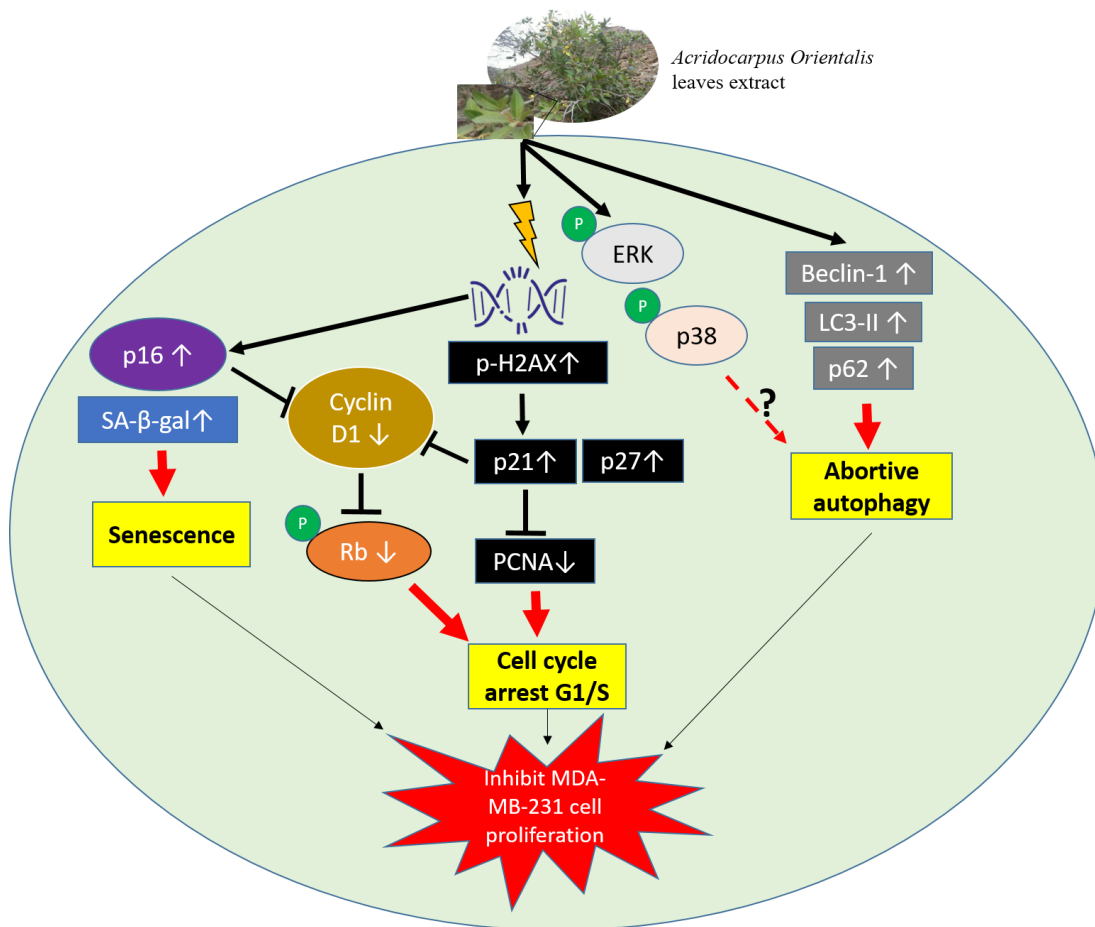 Acridocarpus Orientalis
leaves extract
P
ERK
P
p38
Beclin-1 ↑
LC3-II ↑
p62 ↑
p16 ↑
SA-β-gal↑
Senescence
Cyclin
D1 ↓
p-H2AX↑
p21↑
p27↑
?
Abortive
autophagy
P
Rb ↓
PCNA↓
Cell cycle
arrest G1/S
Inhibit MDA-
MB-231 cell
proliferation